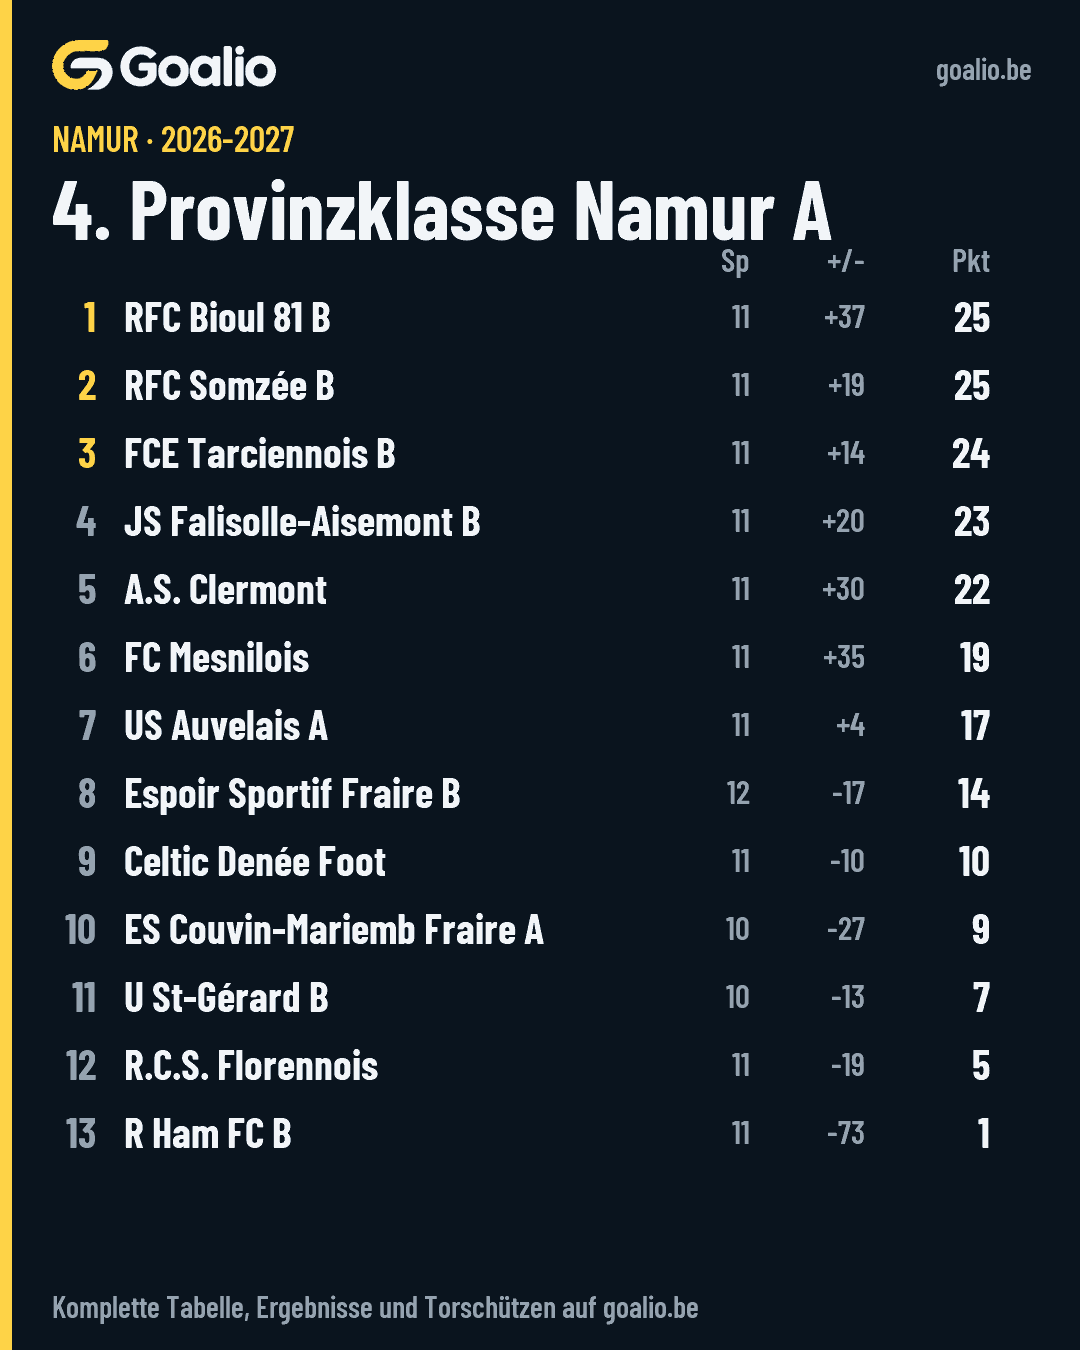 Goalio
goalio.be
NAMUR · 2026-2027
4. Provinzklasse Namur A
Sp +/- Pkt
1 RFC Bioul 81 B 11 +37 25
2 RFC Somzée B 11 +19 25
3 FCE Tarciennois B 11 +14 24
4 JS Falisolle-Aisemont B 11 +20 23
5 A.S. Clermont 11 +30 22
6 FC Mesnilois 11 +35 19
7 US Auvelais A 11 +4 17
8 Espoir Sportif Fraire B 12 -17 14
9 Celtic Denée Foot 11 -10 10
10 ES Couvin-Mariemb Fraire A 10 -27 9
11 U St-Gérard B 10 -13 7
12 R.C.S. Florennois 11 -19 5
13 R Ham FC B 11 -73 1
Komplette Tabelle, Ergebnisse und Torschützen auf goalio.be